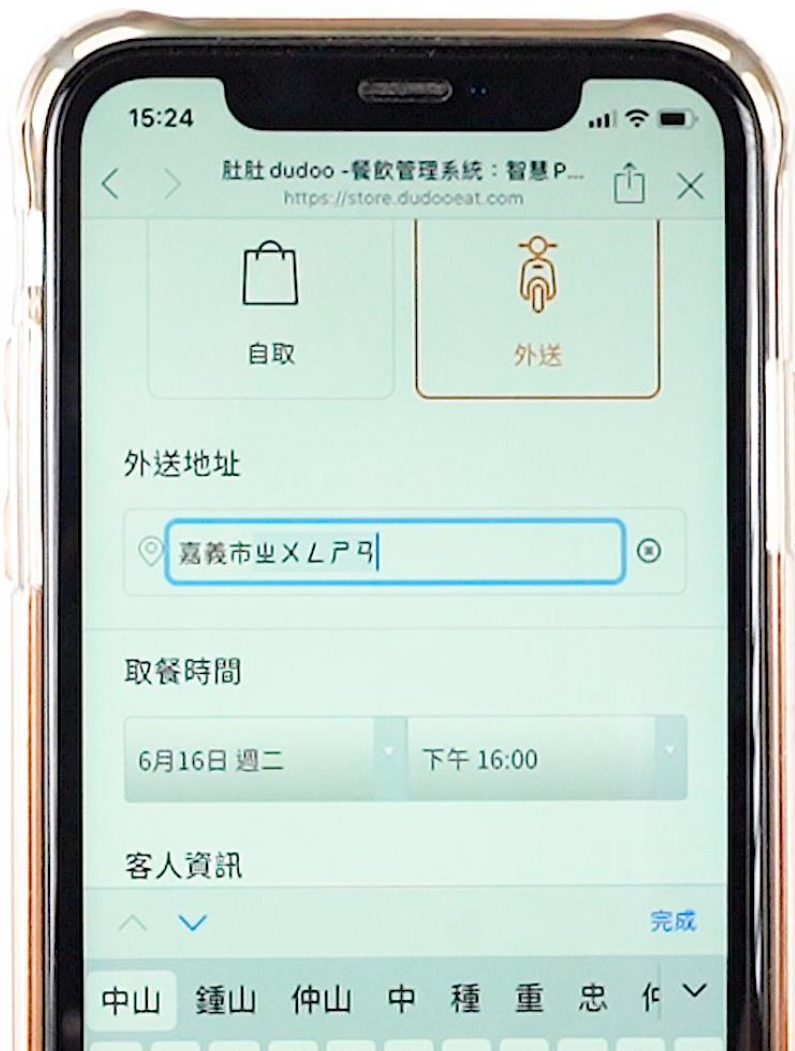 15:24
肚肚 dudoo -餐飲管理系統：智慧 P...
https://store.dudooeat.com
自取 外送
外送地址
嘉義市ㄓㄨㄥㄕㄢ
取餐時間
6月16日 週二 下午 16:00
客人資訊
完成
中山 鍾山 仲山 中 種 重 忠